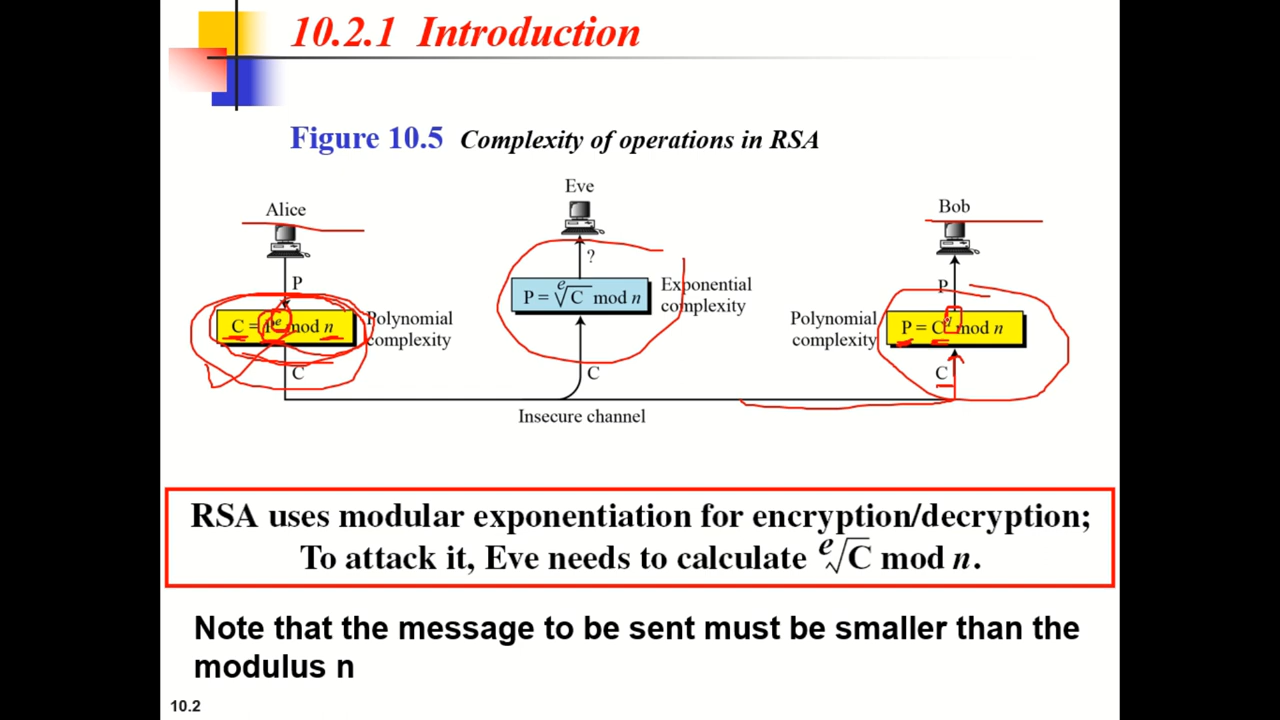 10.2.1 Introduction
Figure 10.5 Complexity of operations in RSA
Eve
Alice
Bob
?
P
P
P = ᵉ√C mod n
Exponential
complexity
C = Pᵉ mod n
Polynomial
complexity
Polynomial
complexity
P = Cᵈ mod n
C
C
C
Insecure channel
RSA uses modular exponentiation for encryption/decryption;
To attack it, Eve needs to calculate ᵉ√C mod n.
Note that the message to be sent must be smaller than the
modulus n
10.2